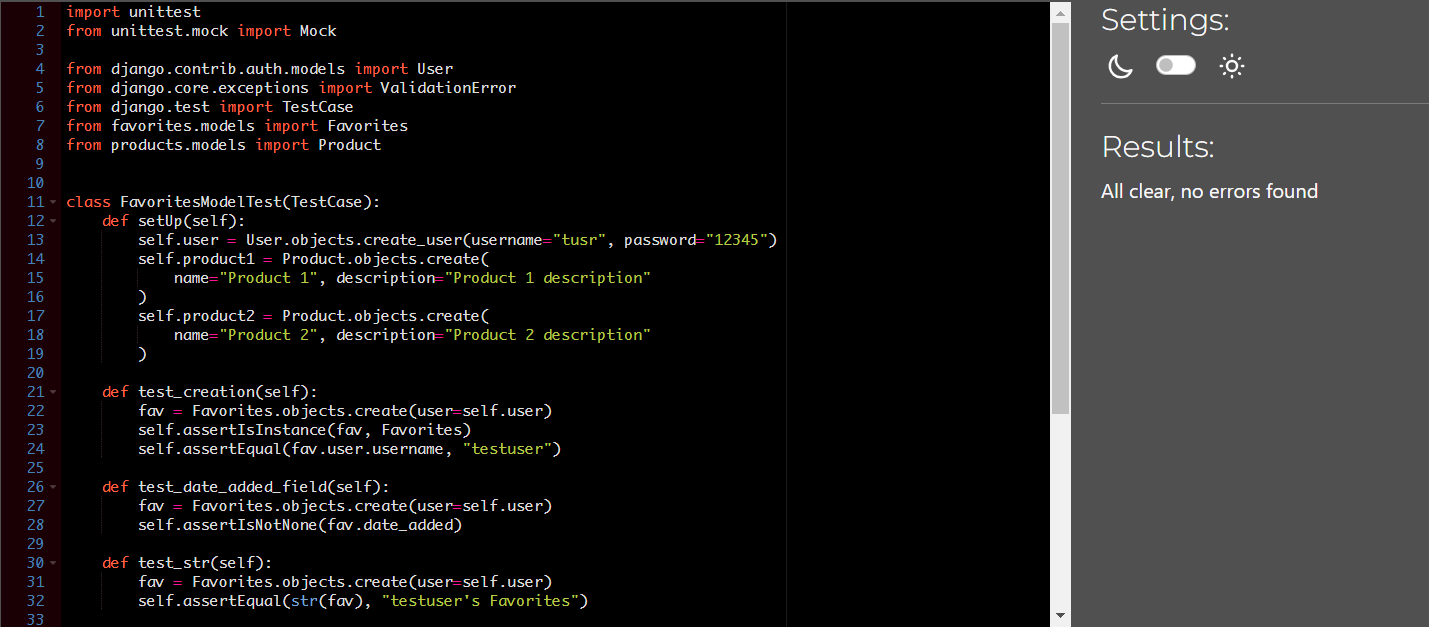 1 import unittest
2 from unittest.mock import Mock
3
4 from django.contrib.auth.models import User
5 from django.core.exceptions import ValidationError
6 from django.test import TestCase
7 from favorites.models import Favorites
8 from products.models import Product
9
10
11 class FavoritesModelTest(TestCase):
12     def setUp(self):
13         self.user = User.objects.create_user(username="tusr", password="12345")
14         self.product1 = Product.objects.create(
15             name="Product 1", description="Product 1 description"
16         )
17         self.product2 = Product.objects.create(
18             name="Product 2", description="Product 2 description"
19         )
20
21     def test_creation(self):
22         fav = Favorites.objects.create(user=self.user)
23         self.assertIsInstance(fav, Favorites)
24         self.assertEqual(fav.user.username, "testuser")
25
26     def test_date_added_field(self):
27         fav = Favorites.objects.create(user=self.user)
28         self.assertIsNotNone(fav.date_added)
29
30     def test_str(self):
31         fav = Favorites.objects.create(user=self.user)
32         self.assertEqual(str(fav), "testuser's Favorites")
33
Settings:
Results:
All clear, no errors found